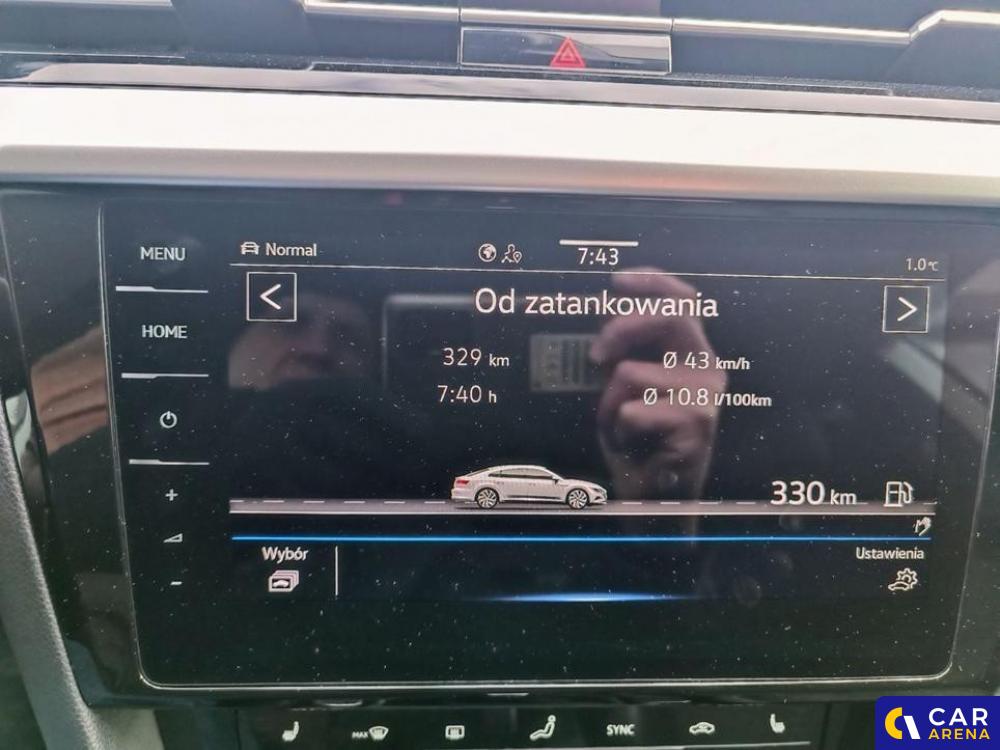 MENU
Normal
7:43
1.0°C
<
Od zatankowania
>
HOME
329 km
Ø 43 km/h
7:40 h
Ø 10.8 l/100km
+
330 km
-
Wybór
Ustawienia
MAX
SYNC
CAR
ARENA